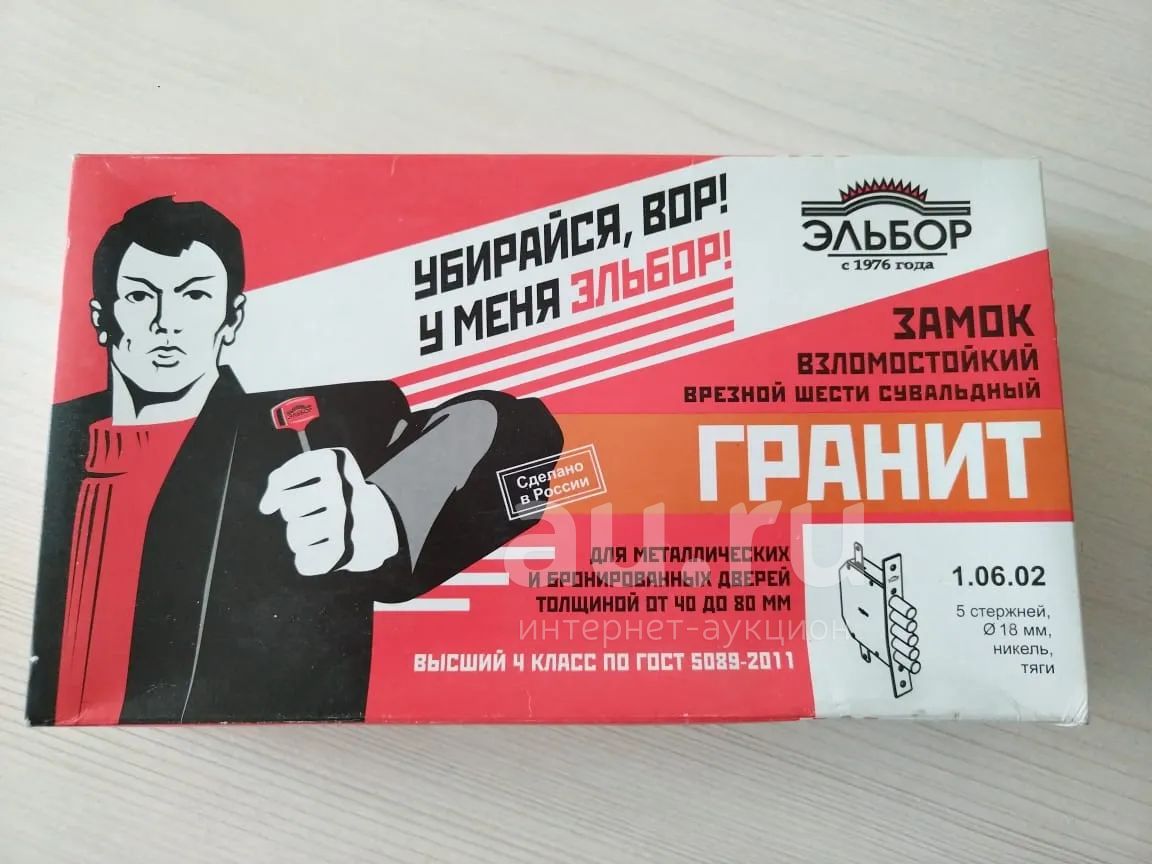 УБИРАЙСЯ, ВОР!
У МЕНЯ ЭЛЬБОР!
ЭЛЬБОР
с 1976 года
ЗАМОК
ВЗЛОМОСТОЙКИЙ
ВРЕЗНОЙ ШЕСТИ СУВАЛЬДНЫЙ
ГРАНИТ
ЭЛЬБОР
Сделано
в России
au.ru
интернет-аукцион
ДЛЯ МЕТАЛЛИЧЕСКИХ
И БРОНИРОВАННЫХ ДВЕРЕЙ
ТОЛЩИНОЙ ОТ 40 ДО 80 ММ
ВЫСШИЙ 4 КЛАСС ПО ГОСТ 5089-2011
1.06.02
5 стержней,
Ø 18 мм,
никель,
тяги